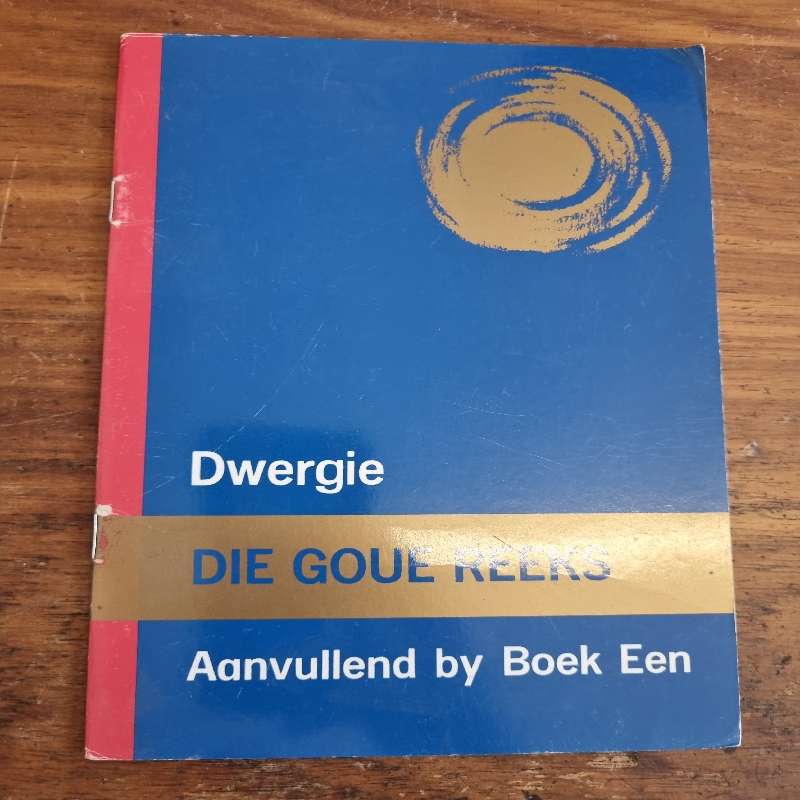 Dwergie
DIE GOUE REEKS
Aanvullend by Boek Een